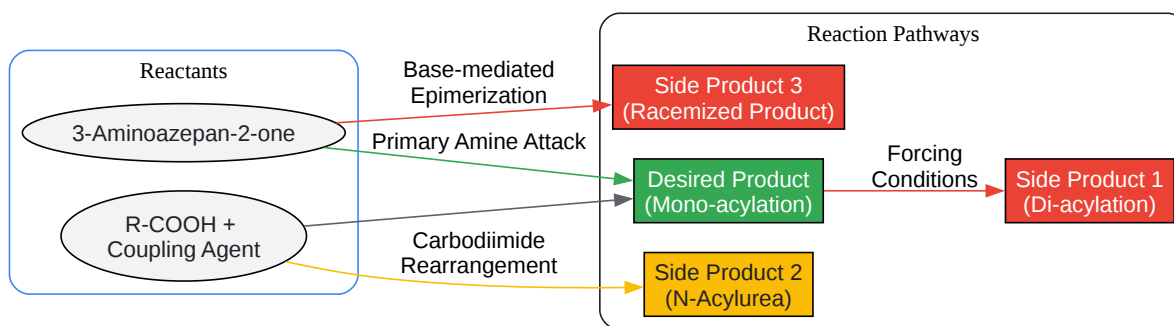 Reactants
3-Aminoazepan-2-one
R-COOH +
Coupling Agent
Base-mediated
Epimerization
Primary Amine Attack
Carbodiimide
Rearrangement
Reaction Pathways
Side Product 3
(Racemized Product)
Desired Product
(Mono-acylation)
Forcing
Conditions
Side Product 1
(Di-acylation)
Side Product 2
(N-Acylurea)